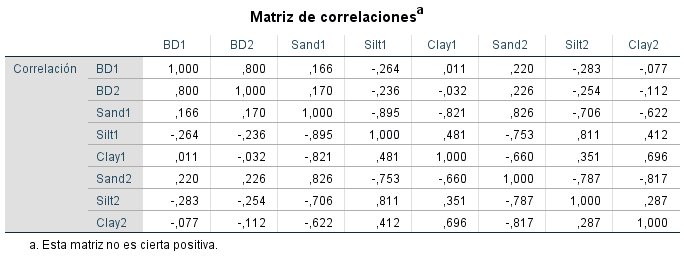 Matriz de correlacionesa
BD1 BD2 Sand1 Silt1 Clay1 Sand2 Silt2 Clay2
Correlación BD1 1,000 ,800 ,166 -,264 ,011 ,220 -,283 -,077
BD2 ,800 1,000 ,170 -,236 -,032 ,226 -,254 -,112
Sand1 ,166 ,170 1,000 -,895 -,821 ,826 -,706 -,622
Silt1 -,264 -,236 -,895 1,000 ,481 -,753 ,811 ,412
Clay1 ,011 -,032 -,821 ,481 1,000 -,660 ,351 ,696
Sand2 ,220 ,226 ,826 -,753 -,660 1,000 -,787 -,817
Silt2 -,283 -,254 -,706 ,811 ,351 -,787 1,000 ,287
Clay2 -,077 -,112 -,622 ,412 ,696 -,817 ,287 1,000
a. Esta matriz no es cierta positiva.